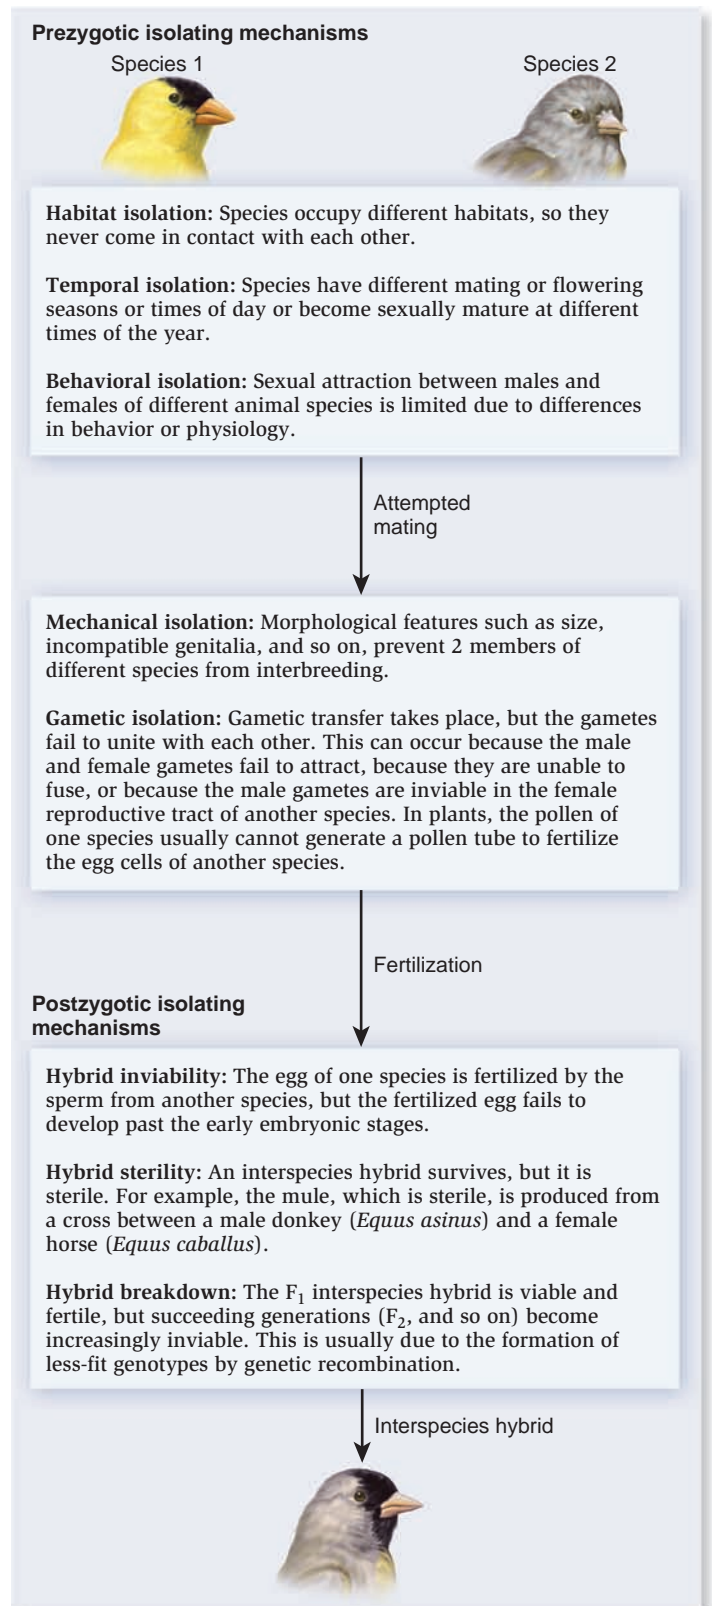 Prezygotic isolating mechanisms
Species 1
Species 2
Habitat isolation: Species occupy different habitats, so they
never come in contact with each other.
Temporal isolation: Species have different mating or flowering
seasons or times of day or become sexually mature at different
times of the year.
Behavioral isolation: Sexual attraction between males and
females of different animal species is limited due to differences
in behavior or physiology.
Attempted
mating
Mechanical isolation: Morphological features such as size,
incompatible genitalia, and so on, prevent 2 members of
different species from interbreeding.
Gametic isolation: Gametic transfer takes place, but the gametes
fail to unite with each other. This can occur because the male
and female gametes fail to attract, because they are unable to
fuse, or because the male gametes are inviable in the female
reproductive tract of another species. In plants, the pollen of
one species usually cannot generate a pollen tube to fertilize
the egg cells of another species.
Fertilization
Postzygotic isolating
mechanisms
Hybrid inviability: The egg of one species is fertilized by the
sperm from another species, but the fertilized egg fails to
develop past the early embryonic stages.
Hybrid sterility: An interspecies hybrid survives, but it is
sterile. For example, the mule, which is sterile, is produced from
a cross between a male donkey (Equus asinus) and a female
horse (Equus caballus).
Hybrid breakdown: The F₁ interspecies hybrid is viable and
fertile, but succeeding generations (F₂, and so on) become
increasingly inviable. This is usually due to the formation of
less-fit genotypes by genetic recombination.
Interspecies hybrid